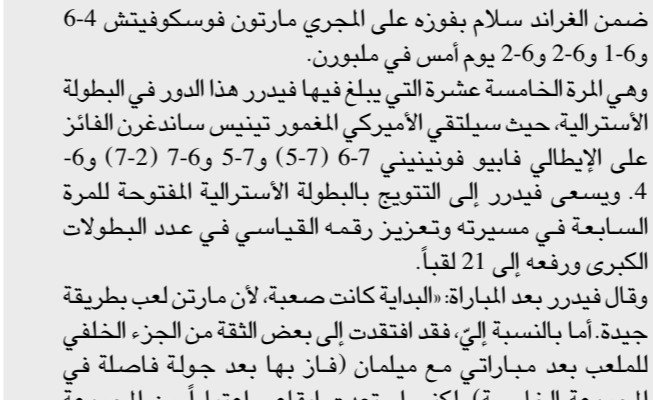 ضمن الغراند سلام بفوزه على المجري مارتون فوسكوفيتش 4-6
و6-1 و6-2 و6-2 يوم أمس في ملبورن.
وهي المرة الخامسة عشرة التي يبلغ فيها فيدرر هذا الدور في البطولة
الأسترالية، حيث سيلتقي الأميركي المغمور تينيس ساندغرن الفائز
على الإيطالي فابيو فونينيني 7-6 (7-5) و7-5 و6-7 (2-7) و6-
4. ويسعى فيدرر إلى التتويج بالبطولة الأسترالية المفتوحة للمرة
السابعة في مسيرته وتعزيز رقمه القياسي في عدد البطولات
الكبرى ورفعه إلى 21 لقباً.
وقال فيدرر بعد المباراة: «البداية كانت صعبة، لأن مارتن لعب بطريقة
جيدة. أما بالنسبة إليّ، فقد افتقدت إلى بعض الثقة من الجزء الخلفي
للملعب بعد مباراتي مع ميلمان (فاز بها بعد جولة فاصلة في